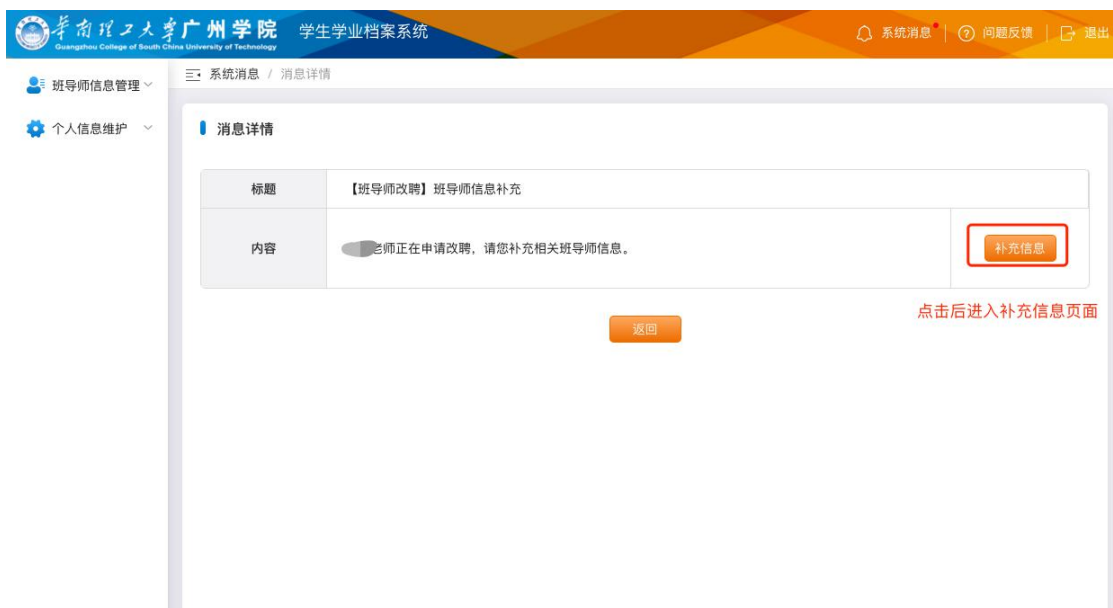 华南理工大学广州学院 学生学业档案系统
Guangzhou College of South China University of Technology
系统消息 问题反馈 退出
班导师信息管理
系统消息 / 消息详情
个人信息维护
消息详情
标题 【班导师改聘】班导师信息补充
内容 老师正在申请改聘，请您补充相关班导师信息。 补充信息
点击后进入补充信息页面
返回